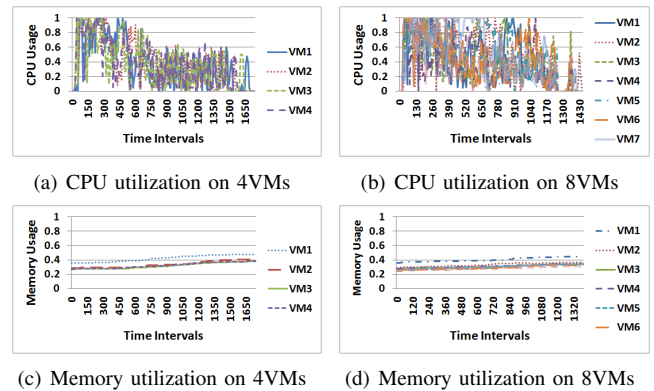 CPU Usage
1
0.8
0.6
0.4
0.2
0
0 150 300 450 600 750 900 1050 1200 1350 1500 1650
Time Intervals
VM1
VM2
VM3
VM4
(a) CPU utilization on 4VMs
CPU Usage
1
0.8
0.6
0.4
0.2
0
0 130 260 390 520 650 780 910 1040 1170 1300 1430
Time Intervals
VM1
VM2
VM3
VM4
VM5
VM6
VM7
(b) CPU utilization on 8VMs
Memory Usage
1
0.8
0.6
0.4
0.2
0
0 150 300 450 600 750 900 1050 1200 1350 1500 1650
Time Intervals
VM1
VM2
VM3
VM4
(c) Memory utilization on 4VMs
Memory Usage
1
0.8
0.6
0.4
0.2
0
0 120 240 360 480 600 720 840 960 1080 1200 1320
Time Intervals
VM1
VM2
VM3
VM4
VM5
VM6
(d) Memory utilization on 8VMs